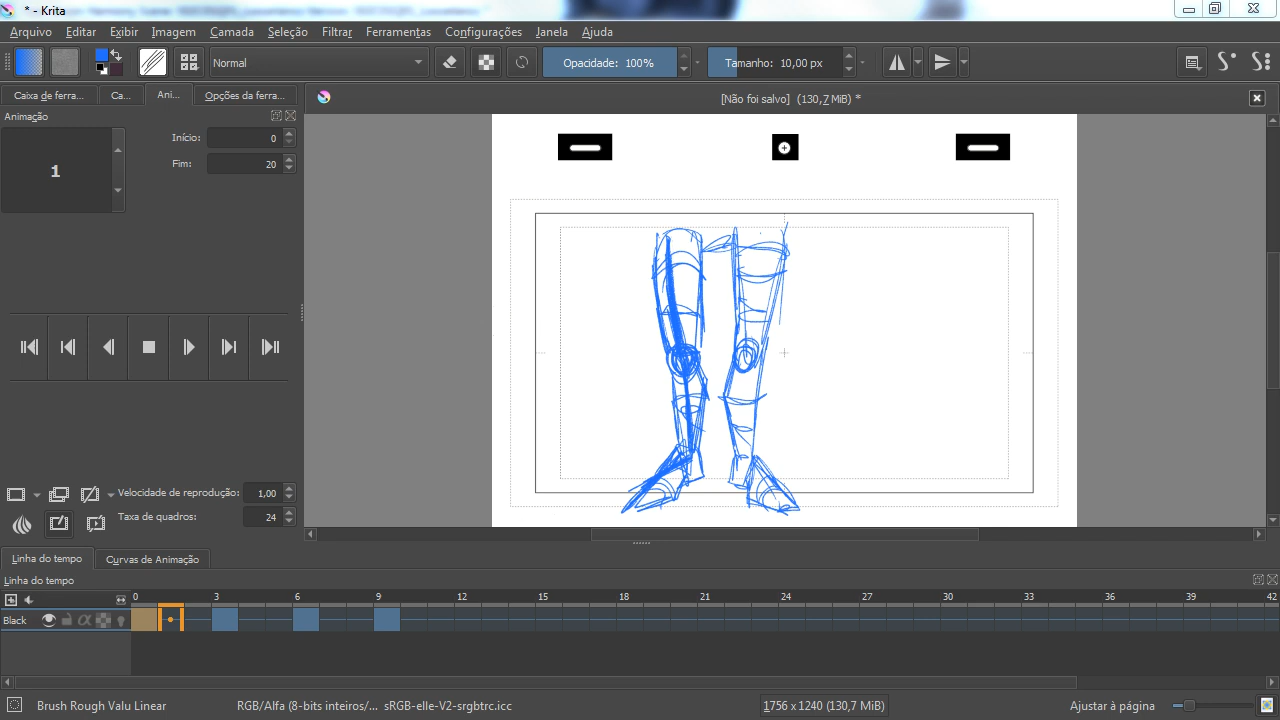 * - Krita
Arquivo Editar Exibir Imagem Camada Seleção Filtrar Ferramentas Configurações Janela Ajuda
Normal Opacidade: 100% Tamanho: 10,00 px
Caixa de ferra... Ca... Ani... Opções da ferra...
[Não foi salvo] (130,7 MiB) *
Animação
Início: 0
1
Fim: 20
Velocidade de reprodução: 1,00
Taxa de quadros: 24
Linha do tempo Curvas de Animação
Linha do tempo
0 3 6 9 12 15 18 21 24 27 30 33 36 39 42
Black
Brush Rough Valu Linear RGB/Alfa (8-bits inteiros/... sRGB-elle-V2-srgbtrc.icc 1756 x 1240 (130,7 MiB) Ajustar à página